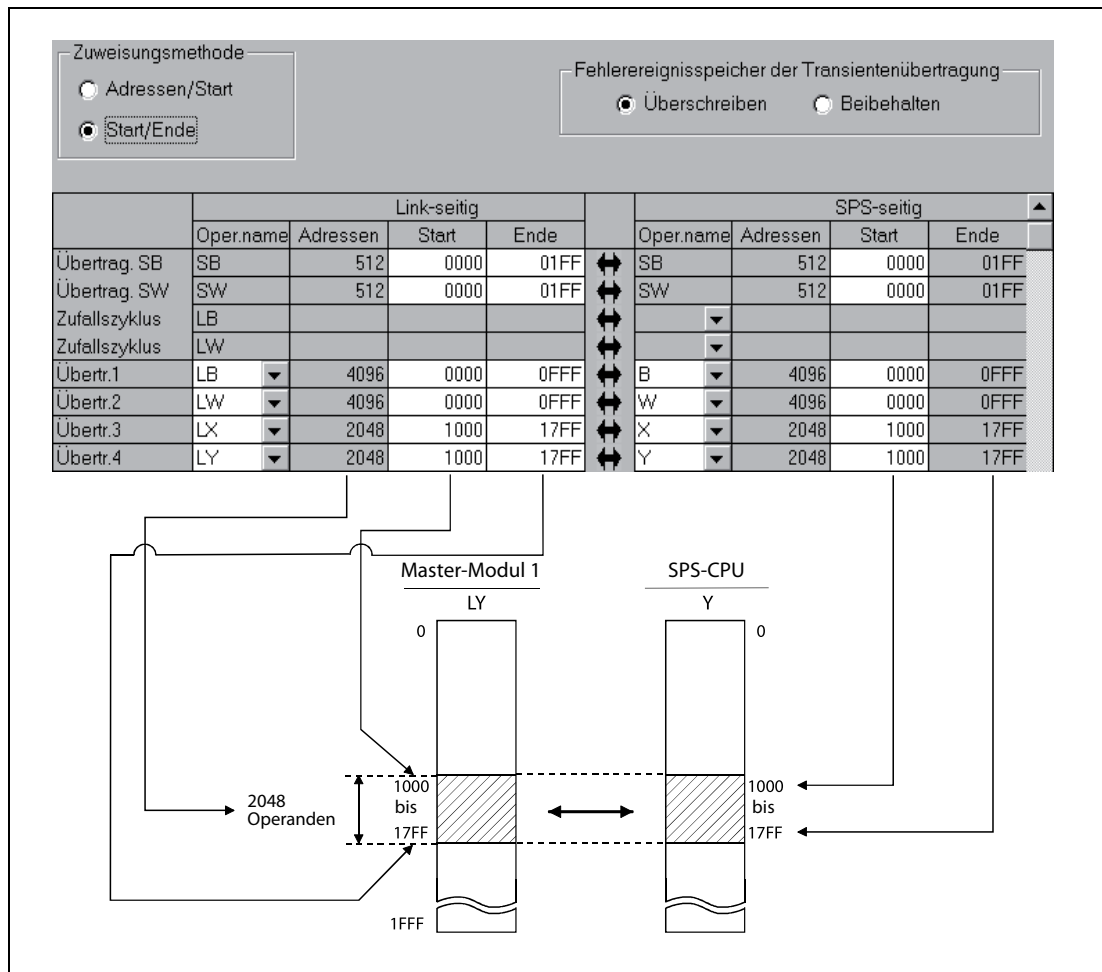 Zuweisungsmethode
Adressen/Start
Start/Ende
Fehlerereignisspeicher der Transientenübertragung
Überschreiben Beibehalten
Link-seitig SPS-seitig
Oper.name Adressen Start Ende Oper.name Adressen Start Ende
Übertrag. SB SB 512 0000 01FF SB 512 0000 01FF
Übertrag. SW SW 512 0000 01FF SW 512 0000 01FF
Zufallszyklus LB
Zufallszyklus LW
Übertr.1 LB 4096 0000 0FFF B 4096 0000 0FFF
Übertr.2 LW 4096 0000 0FFF W 4096 0000 0FFF
Übertr.3 LX 2048 1000 17FF X 2048 1000 17FF
Übertr.4 LY 2048 1000 17FF Y 2048 1000 17FF
Master-Modul 1 SPS-CPU
LY Y
0 0
2048
Operanden
1000
bis
17FF
1000
bis
17FF
1FFF